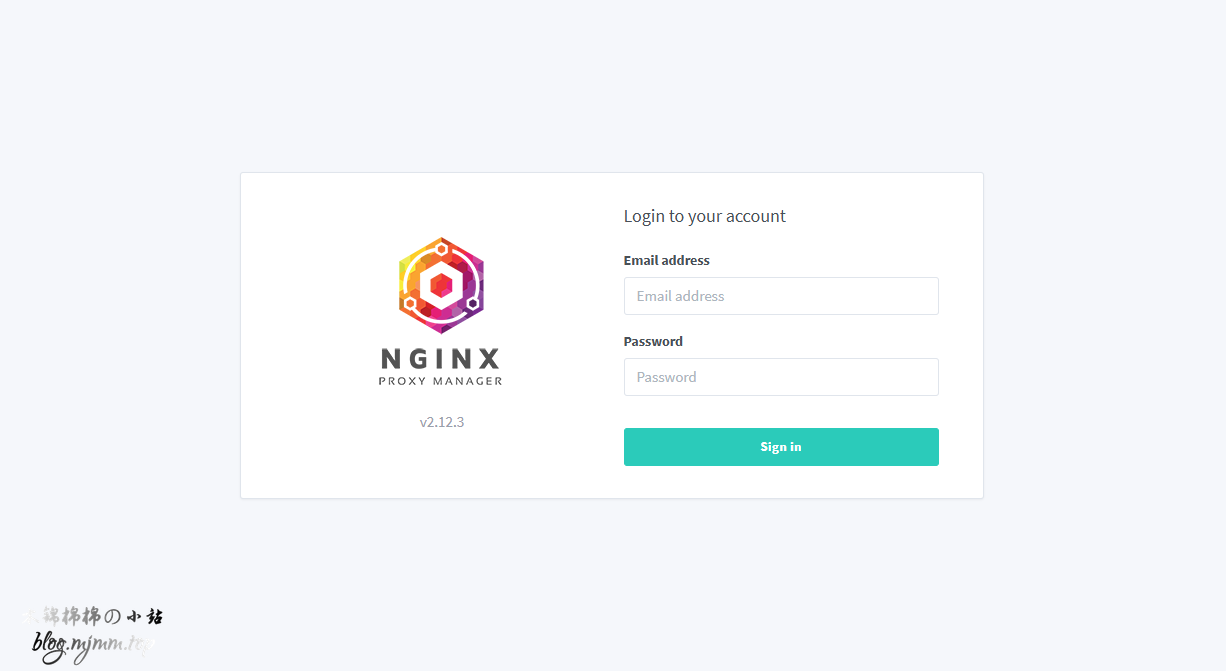 Login to your account
NGINX
PROXY MANAGER
v2.12.3
Email address
Email address
Password
Password
Sign in
锦棉棉の小站
blog.mjmm.top